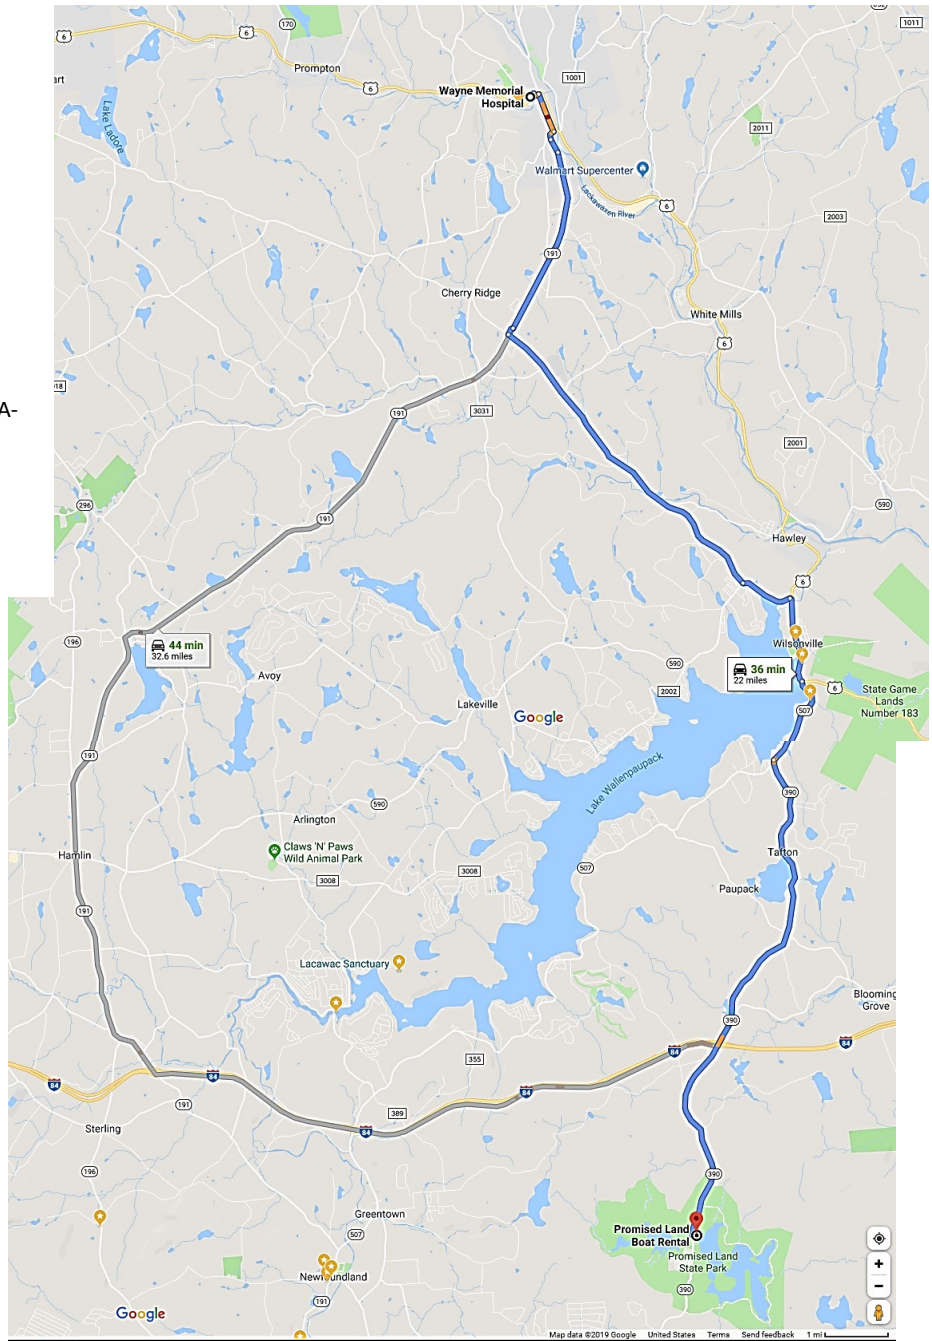 170
1011
6
6
Prompton
1001
art
6
Wayne Memorial
Hospital
Lake Ladore
2011
Walmart Supercenter
Lackawaxen River
6
2003
191
Cherry Ridge
White Mills
6
18
A-
191
3031
2001
296
590
191
Hawley
6
196
Wilsonville
44 min
32.6 miles
590
36 min
22 miles
Avoy
2002
6
State Game
Lands
Number 183
Lakeville
507
Google
191
Lake Wallenpaupack
390
590
Arlington
Claws 'N' Paws
Wild Animal Park
Hamlin
Tafton
507
3008
3008
Paupack
191
Lacawac Sanctuary
Blooming
Grove
390
84
84
355
84
84
84
191
389
84
Sterling
196
390
Greentown
507
Promised Land
Boat Rental
Promised Land
State Park
Newfoundland
390
191
Google
Map data ©2019 Google United States Terms Send feedback 1 mi